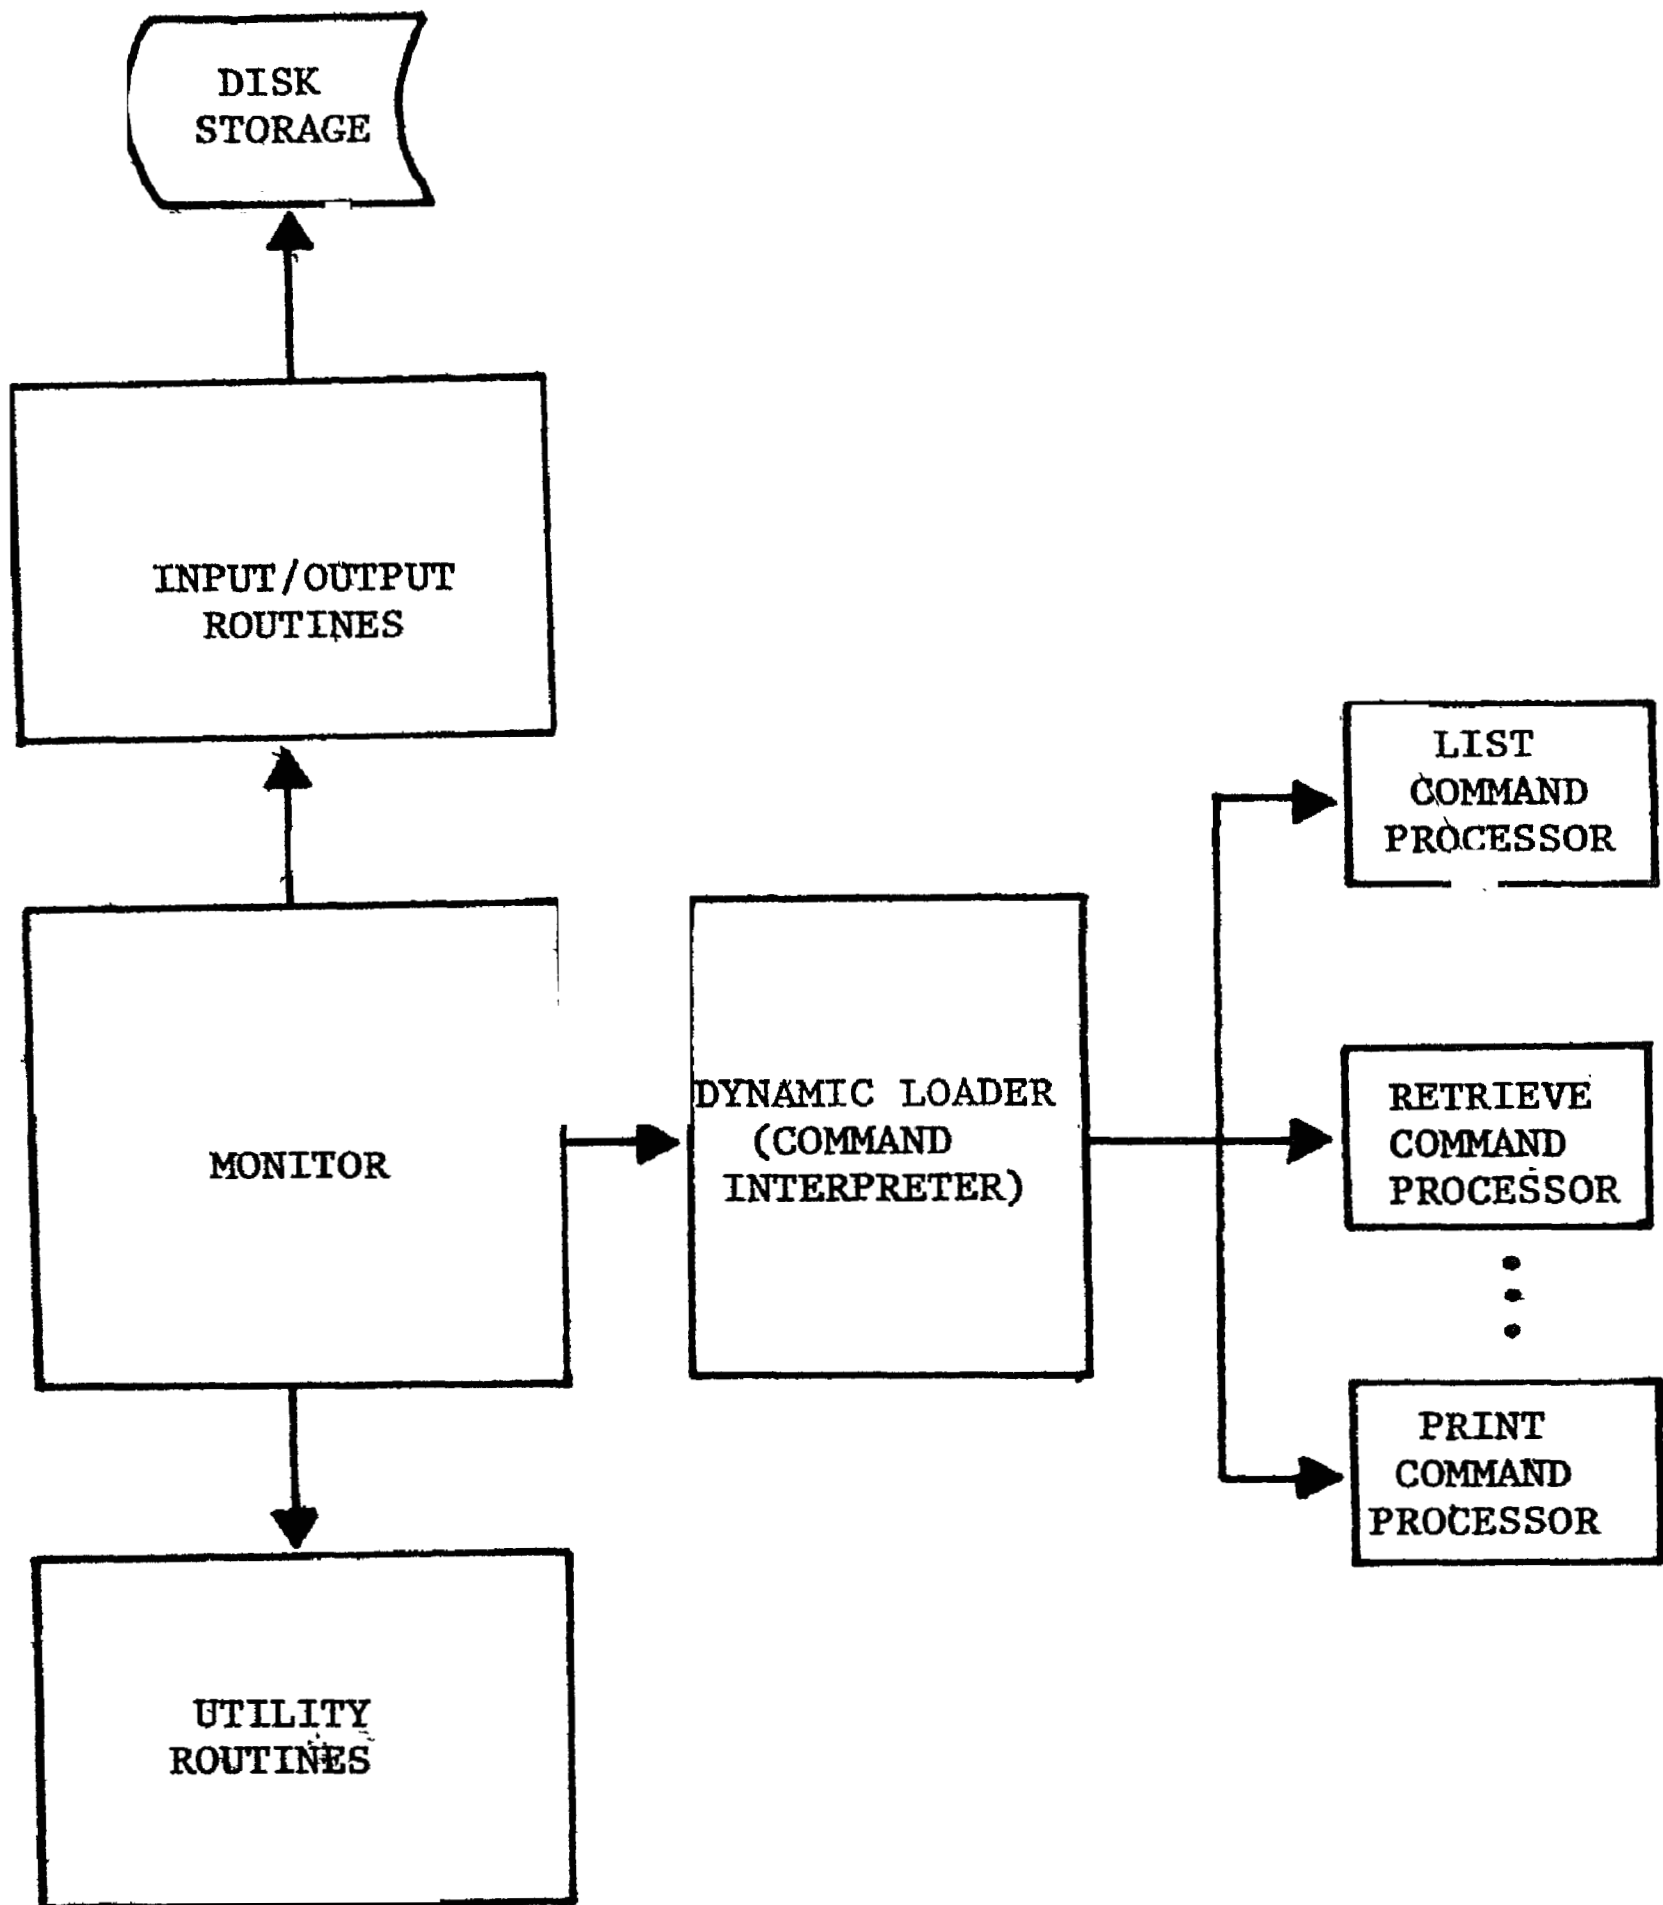 DISK
STORAGE
INPUT/OUTPUT
ROUTINES
MONITOR
UTILITY
ROUTINES
DYNAMIC LOADER
(COMMAND
INTERPRETER)
LIST
COMMAND
PROCESSOR
RETRIEVE
COMMAND
PROCESSOR
PRINT
COMMAND
PROCESSOR